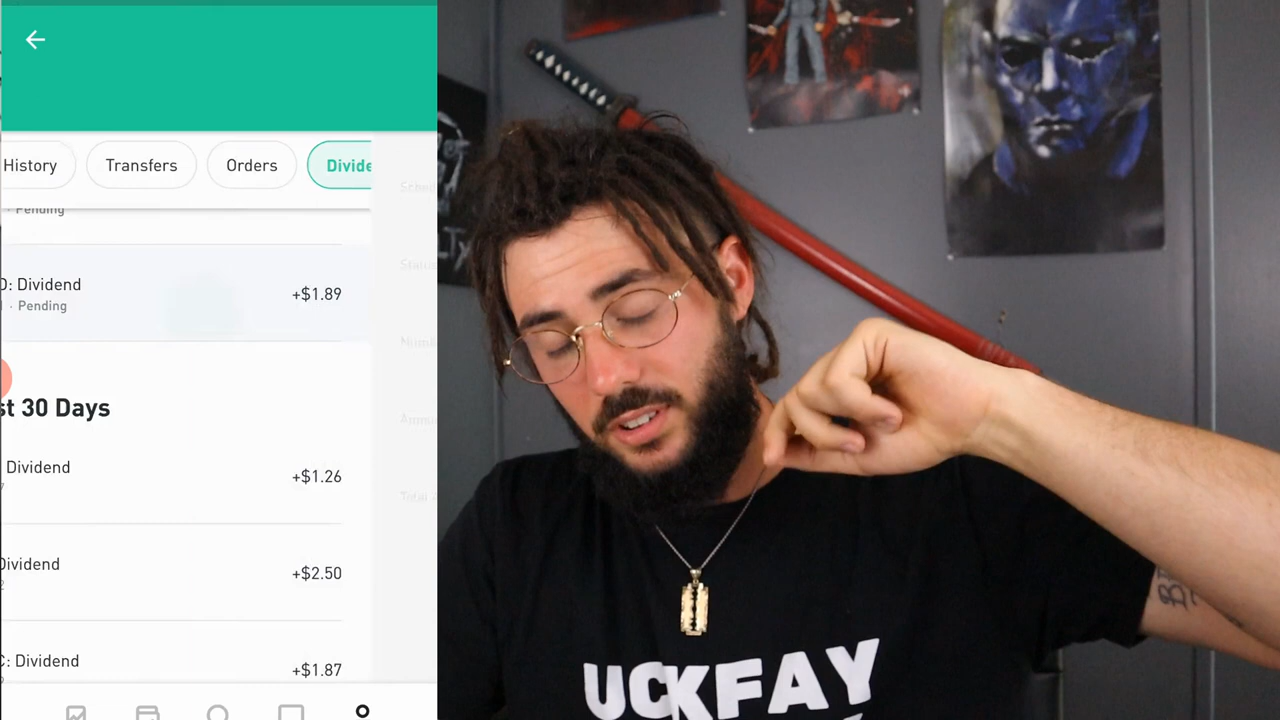 History Transfers Orders Divide
· Pending
D: Dividend
+$1.89
· Pending
st 30 Days
Dividend
+$1.26
Dividend
+$2.50
C: Dividend
+$1.87
UCKFAY